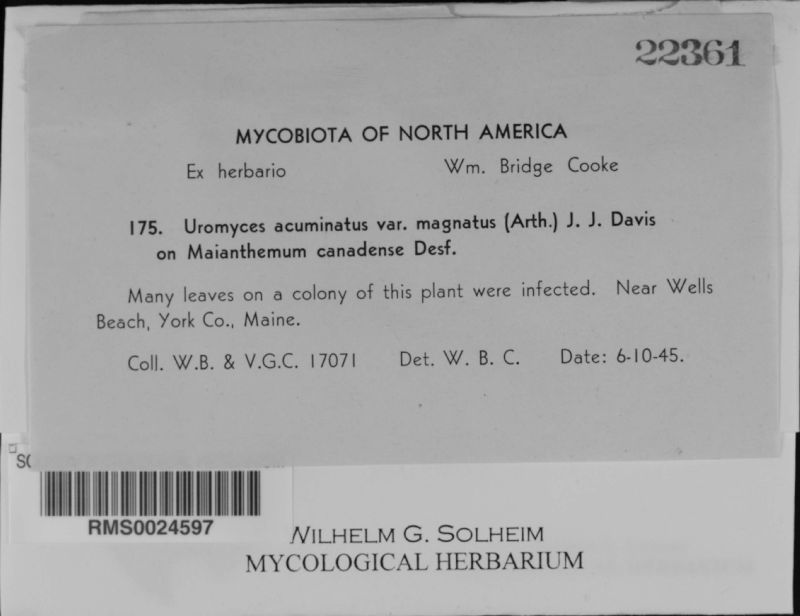 22361
MYCOBIOTA OF NORTH AMERICA
Ex herbario Wm. Bridge Cooke
175. Uromyces acuminatus var. magnatus (Arth.) J. J. Davis
on Maianthemum canadense Desf.
Many leaves on a colony of this plant were infected. Near Wells
Beach, York Co., Maine.
Coll. W.B. & V.G.C. 17071 Det. W. B. C. Date: 6-10-45.
RMS0024597
WILHELM G. SOLHEIM
MYCOLOGICAL HERBARIUM